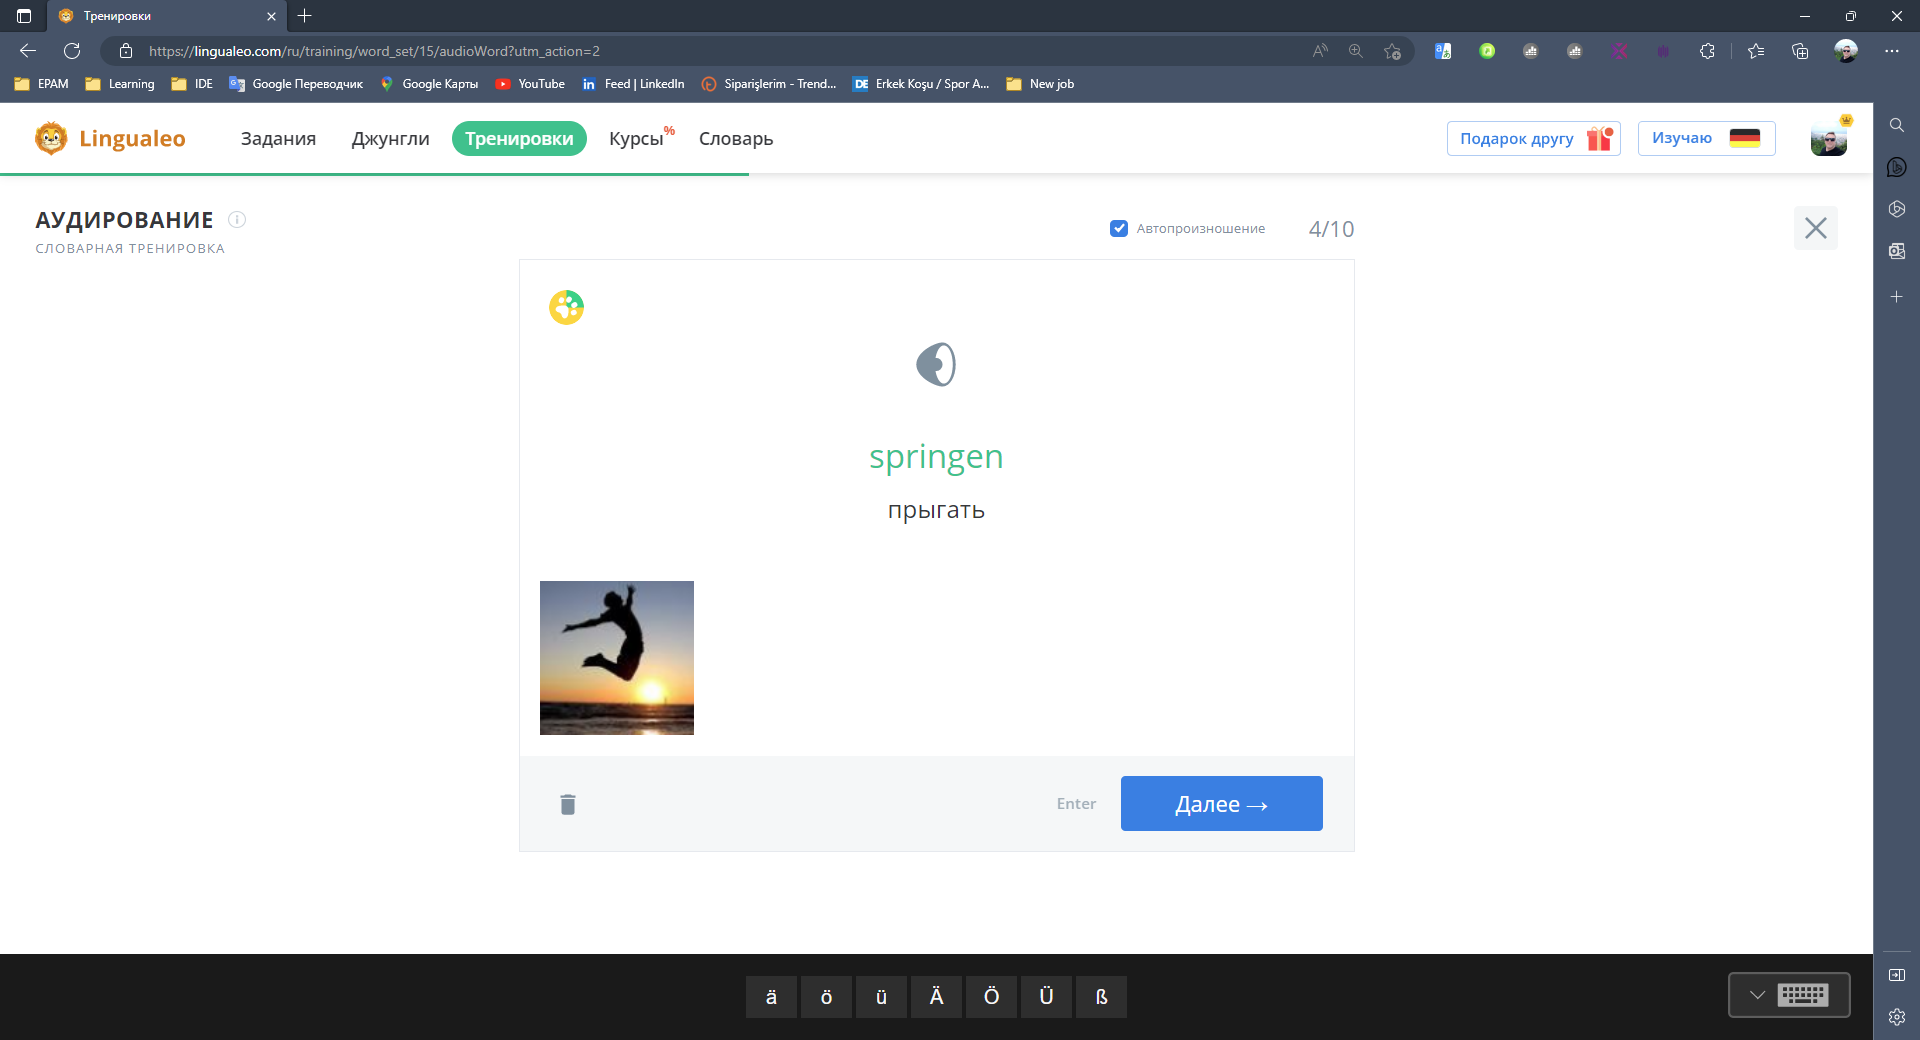 Тренировки
https://lingualeo.com/ru/training/word_set/15/audioWord?utm_action=2
EPAM Learning IDE Google Переводчик Google Карты YouTube Feed | LinkedIn Siparişlerim - Trend... DE Erkek Koşu / Spor A... New job
Lingualeo Задания Джунгли Тренировки Курсы% Словарь Подарок другу Изучаю
АУДИРОВАНИЕ
СЛОВАРНАЯ ТРЕНИРОВКА
Автопроизношение 4/10
springen
прыгать
Enter Далее →
ä ö ü Ä Ö Ü ß